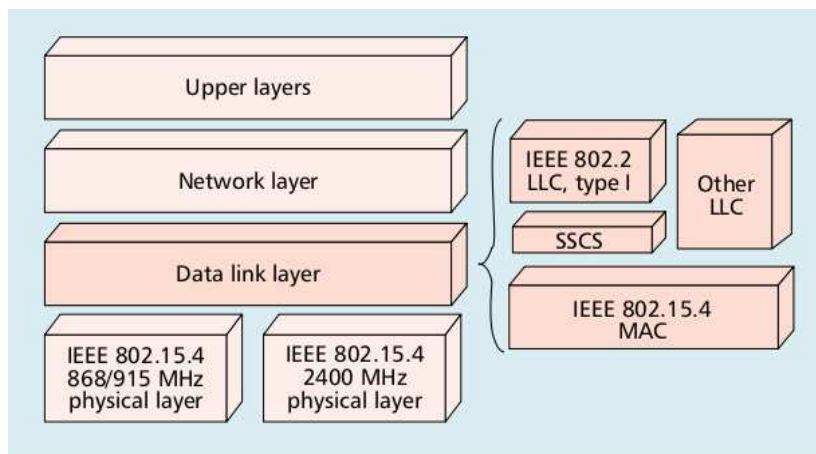 Upper layers
Network layer
Data link layer
IEEE 802.15.4
868/915 MHz
physical layer
IEEE 802.15.4
2400 MHz
physical layer
IEEE 802.2
LLC, type I
Other
LLC
SSCS
IEEE 802.15.4
MAC